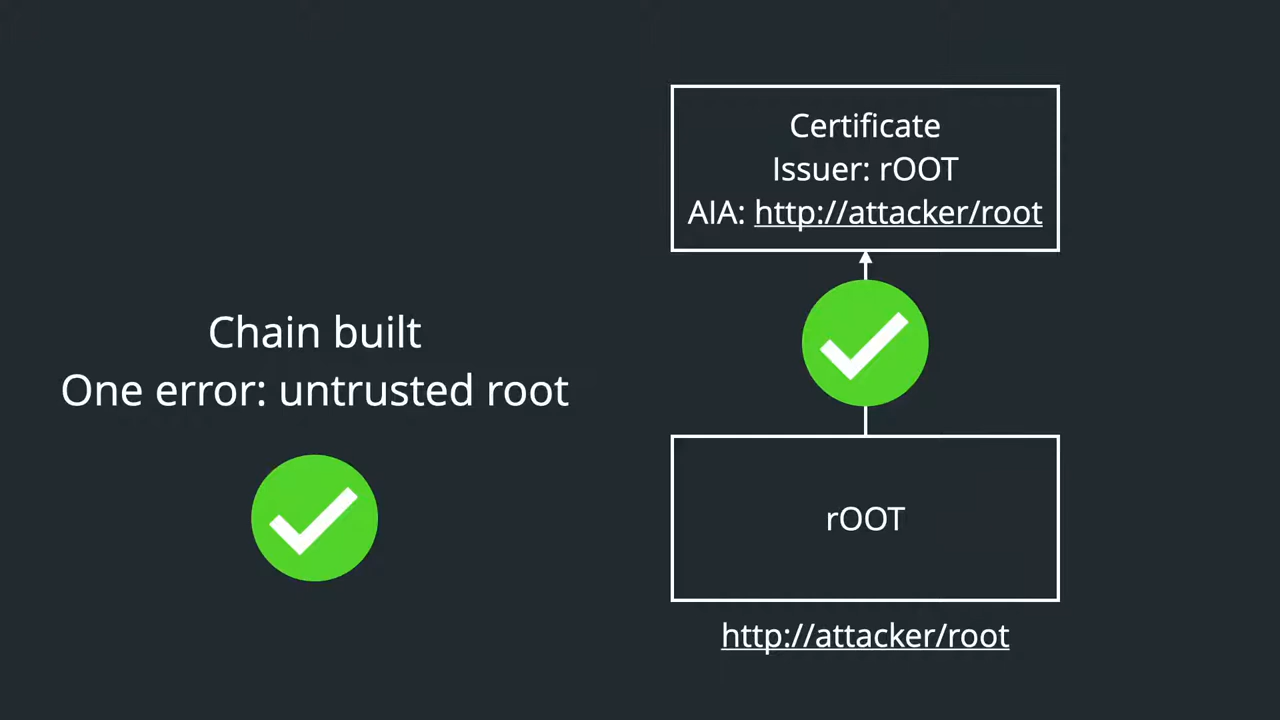 Chain built
One error: untrusted root
Certificate
Issuer: rOOT
AIA: http://attacker/root
rOOT
http://attacker/root